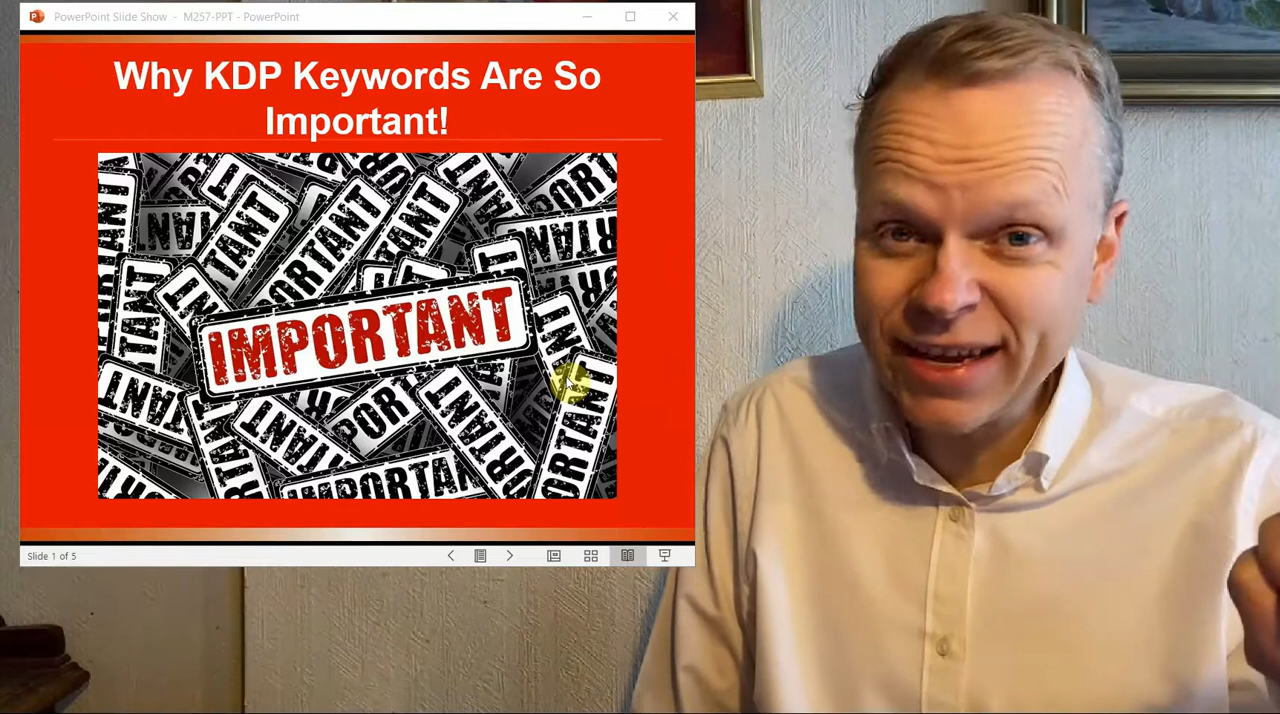 PowerPoint Slide Show - M257-PPT - PowerPoint
Why KDP Keywords Are So
Important!
IMPORTANT
Slide 1 of 5